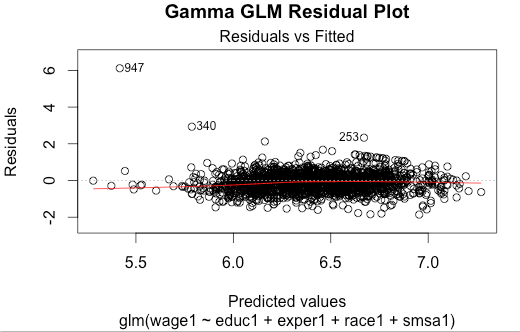 Gamma GLM Residual Plot
Residuals vs Fitted
Residuals
6
4
2
0
-2
947
340
253
5.5 6.0 6.5 7.0
Predicted values
glm(wage1 ~ educ1 + exper1 + race1 + smsa1)